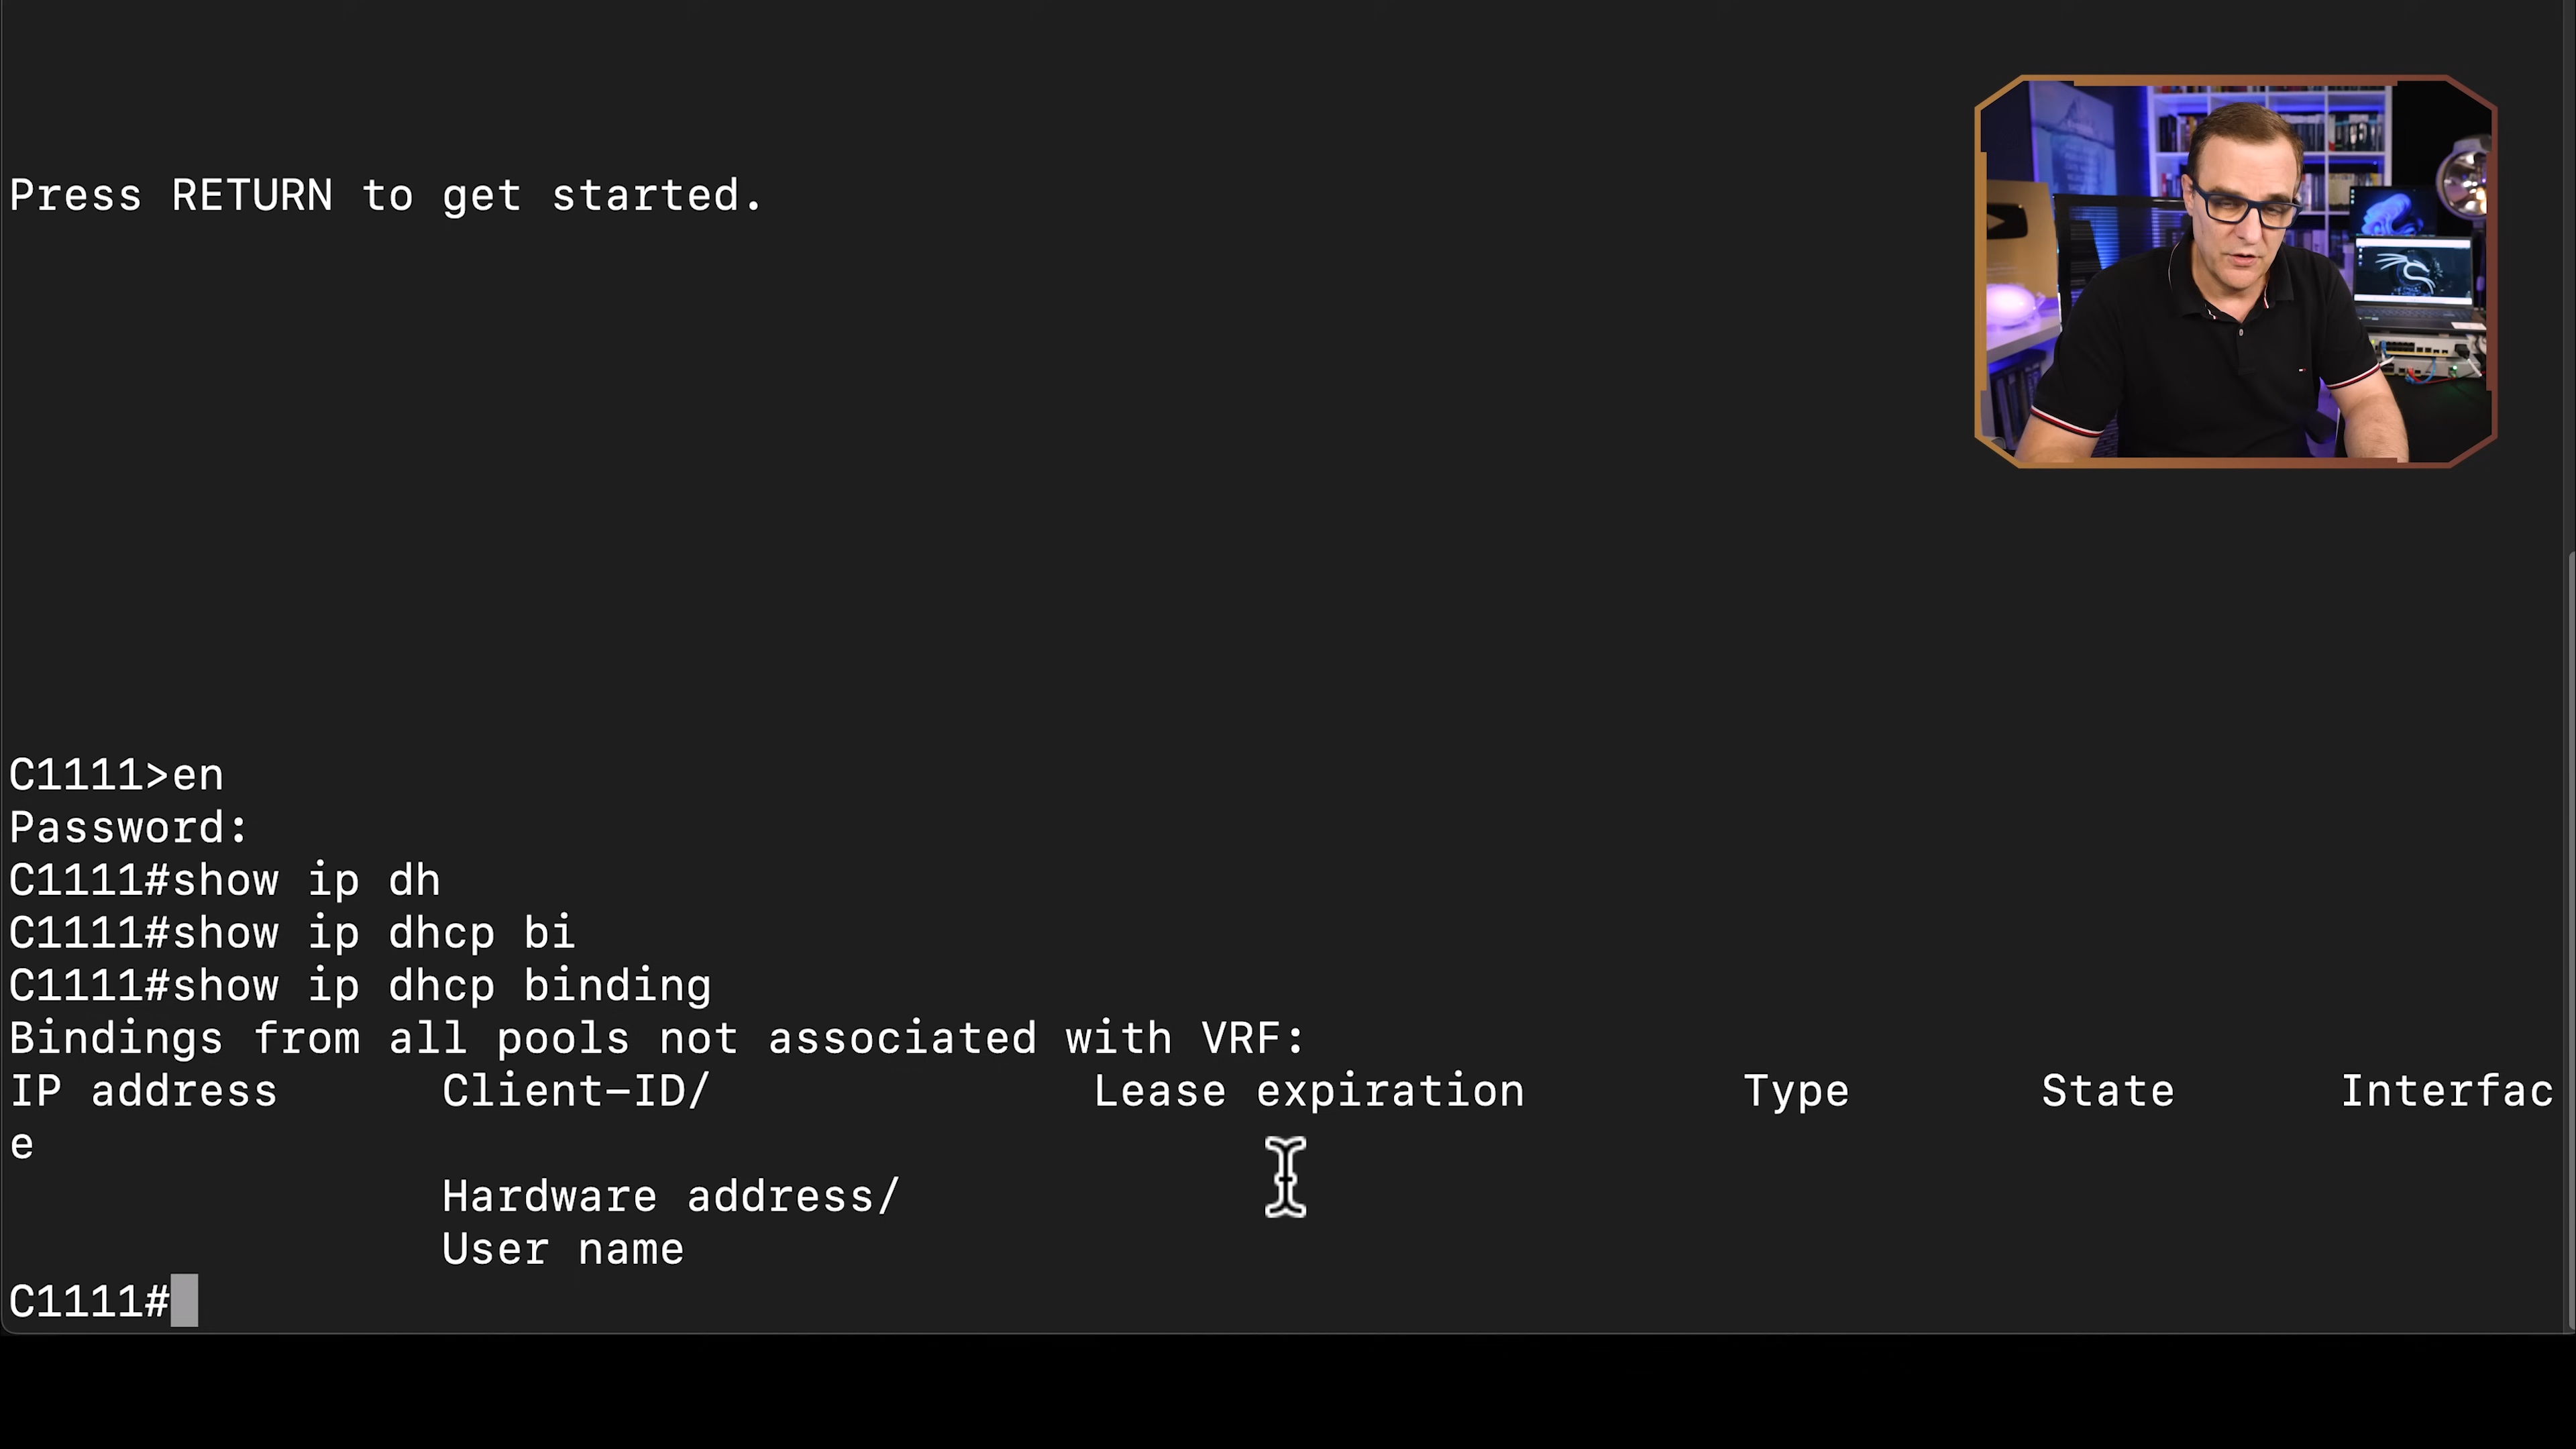 Press RETURN to get started.
C1111>en
Password:
C1111#show ip dh
C1111#show ip dhcp bi
C1111#show ip dhcp binding
Bindings from all pools not associated with VRF:
IP address Client-ID/ Lease expiration Type State Interfac
e
Hardware address/
User name
C1111#